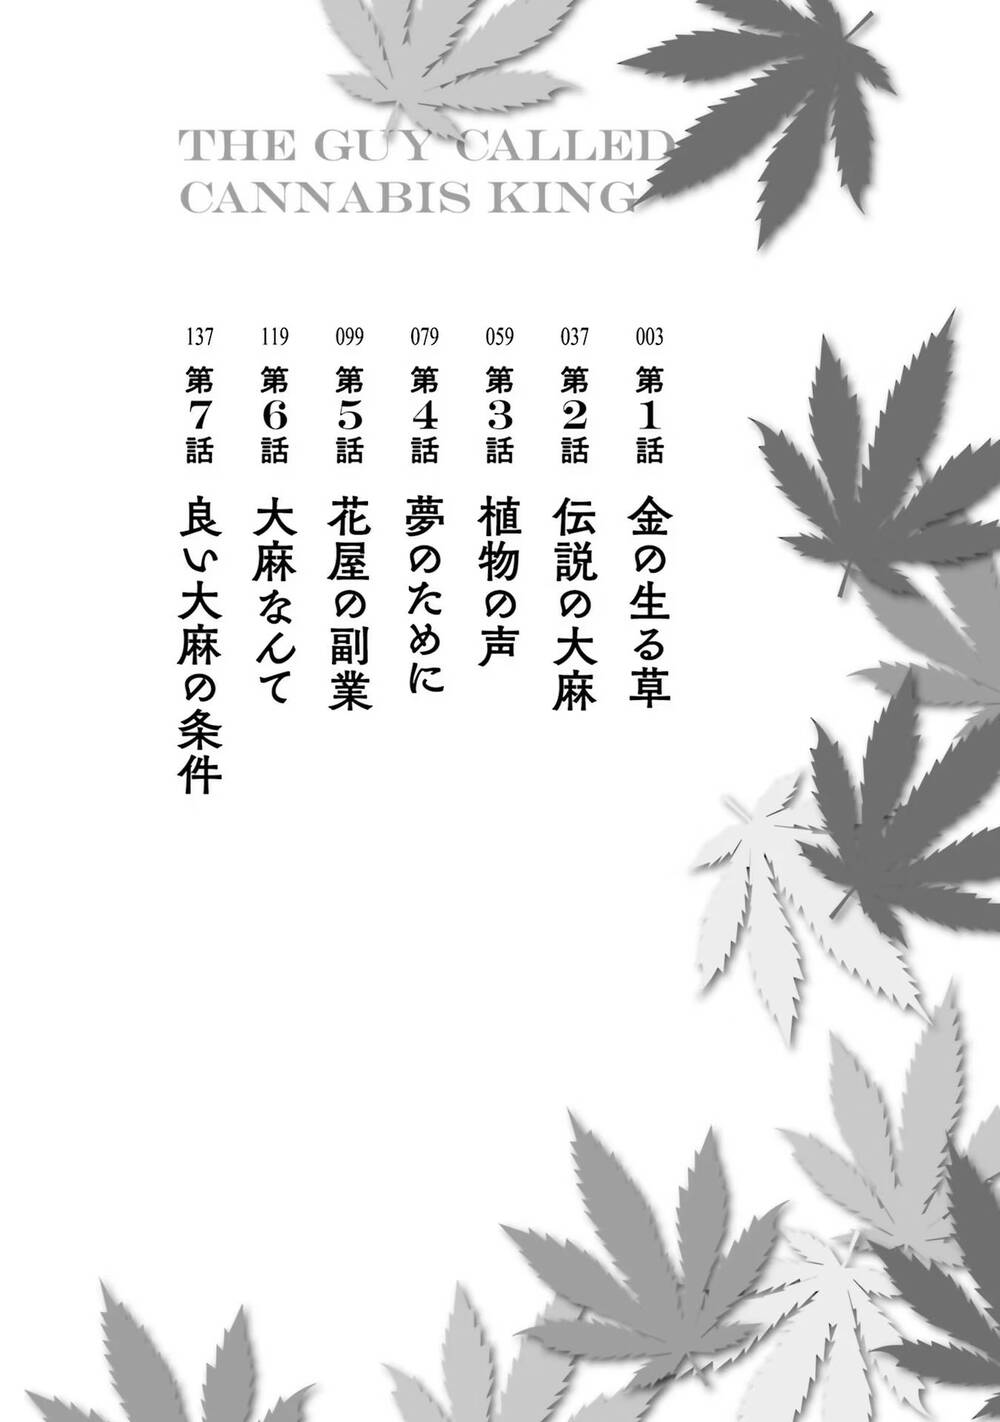 THE GUY CALLED
CANNABIS KING
003 第1話 金の生る草
037 第2話 伝説の大麻
059 第3話 植物の声
079 第4話 夢のために
099 第5話 花屋の副業
119 第6話 大麻なんて
137 第7話 良い大麻の条件